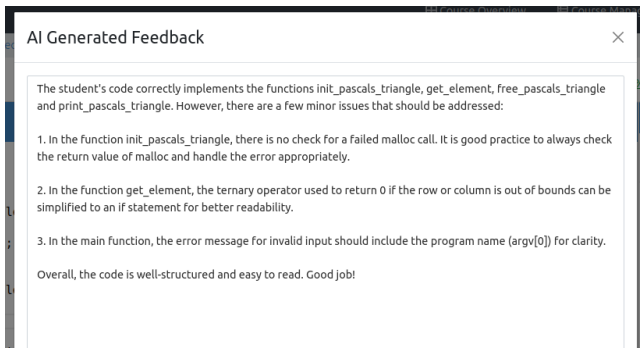 Course Overview Course Mana
AI Generated Feedback
The student's code correctly implements the functions init_pascals_triangle, get_element, free_pascals_triangle
and print_pascals_triangle. However, there are a few minor issues that should be addressed:
1. In the function init_pascals_triangle, there is no check for a failed malloc call. It is good practice to always check
the return value of malloc and handle the error appropriately.
2. In the function get_element, the ternary operator used to return 0 if the row or column is out of bounds can be
simplified to an if statement for better readability.
3. In the main function, the error message for invalid input should include the program name (argv[0]) for clarity.
Overall, the code is well-structured and easy to read. Good job!